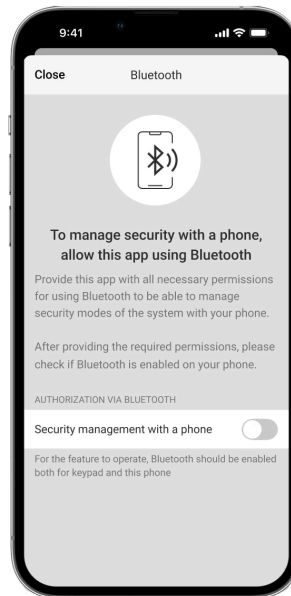 9:41
Close
Bluetooth
To manage security with a phone,
allow this app using Bluetooth
Provide this app with all necessary permissions
for using Bluetooth to be able to manage
security modes of the system with your phone.
After providing the required permissions, please
check if Bluetooth is enabled on your phone.
AUTHORIZATION VIA BLUETOOTH
Security management with a phone
For the feature to operate, Bluetooth should be enabled
both for keypad and this phone